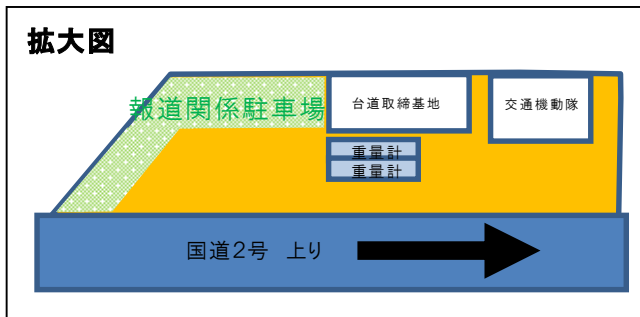 拡大図
報道関係駐車場
台道取締基地
交通機動隊
重量計
重量計
国道2号 上り